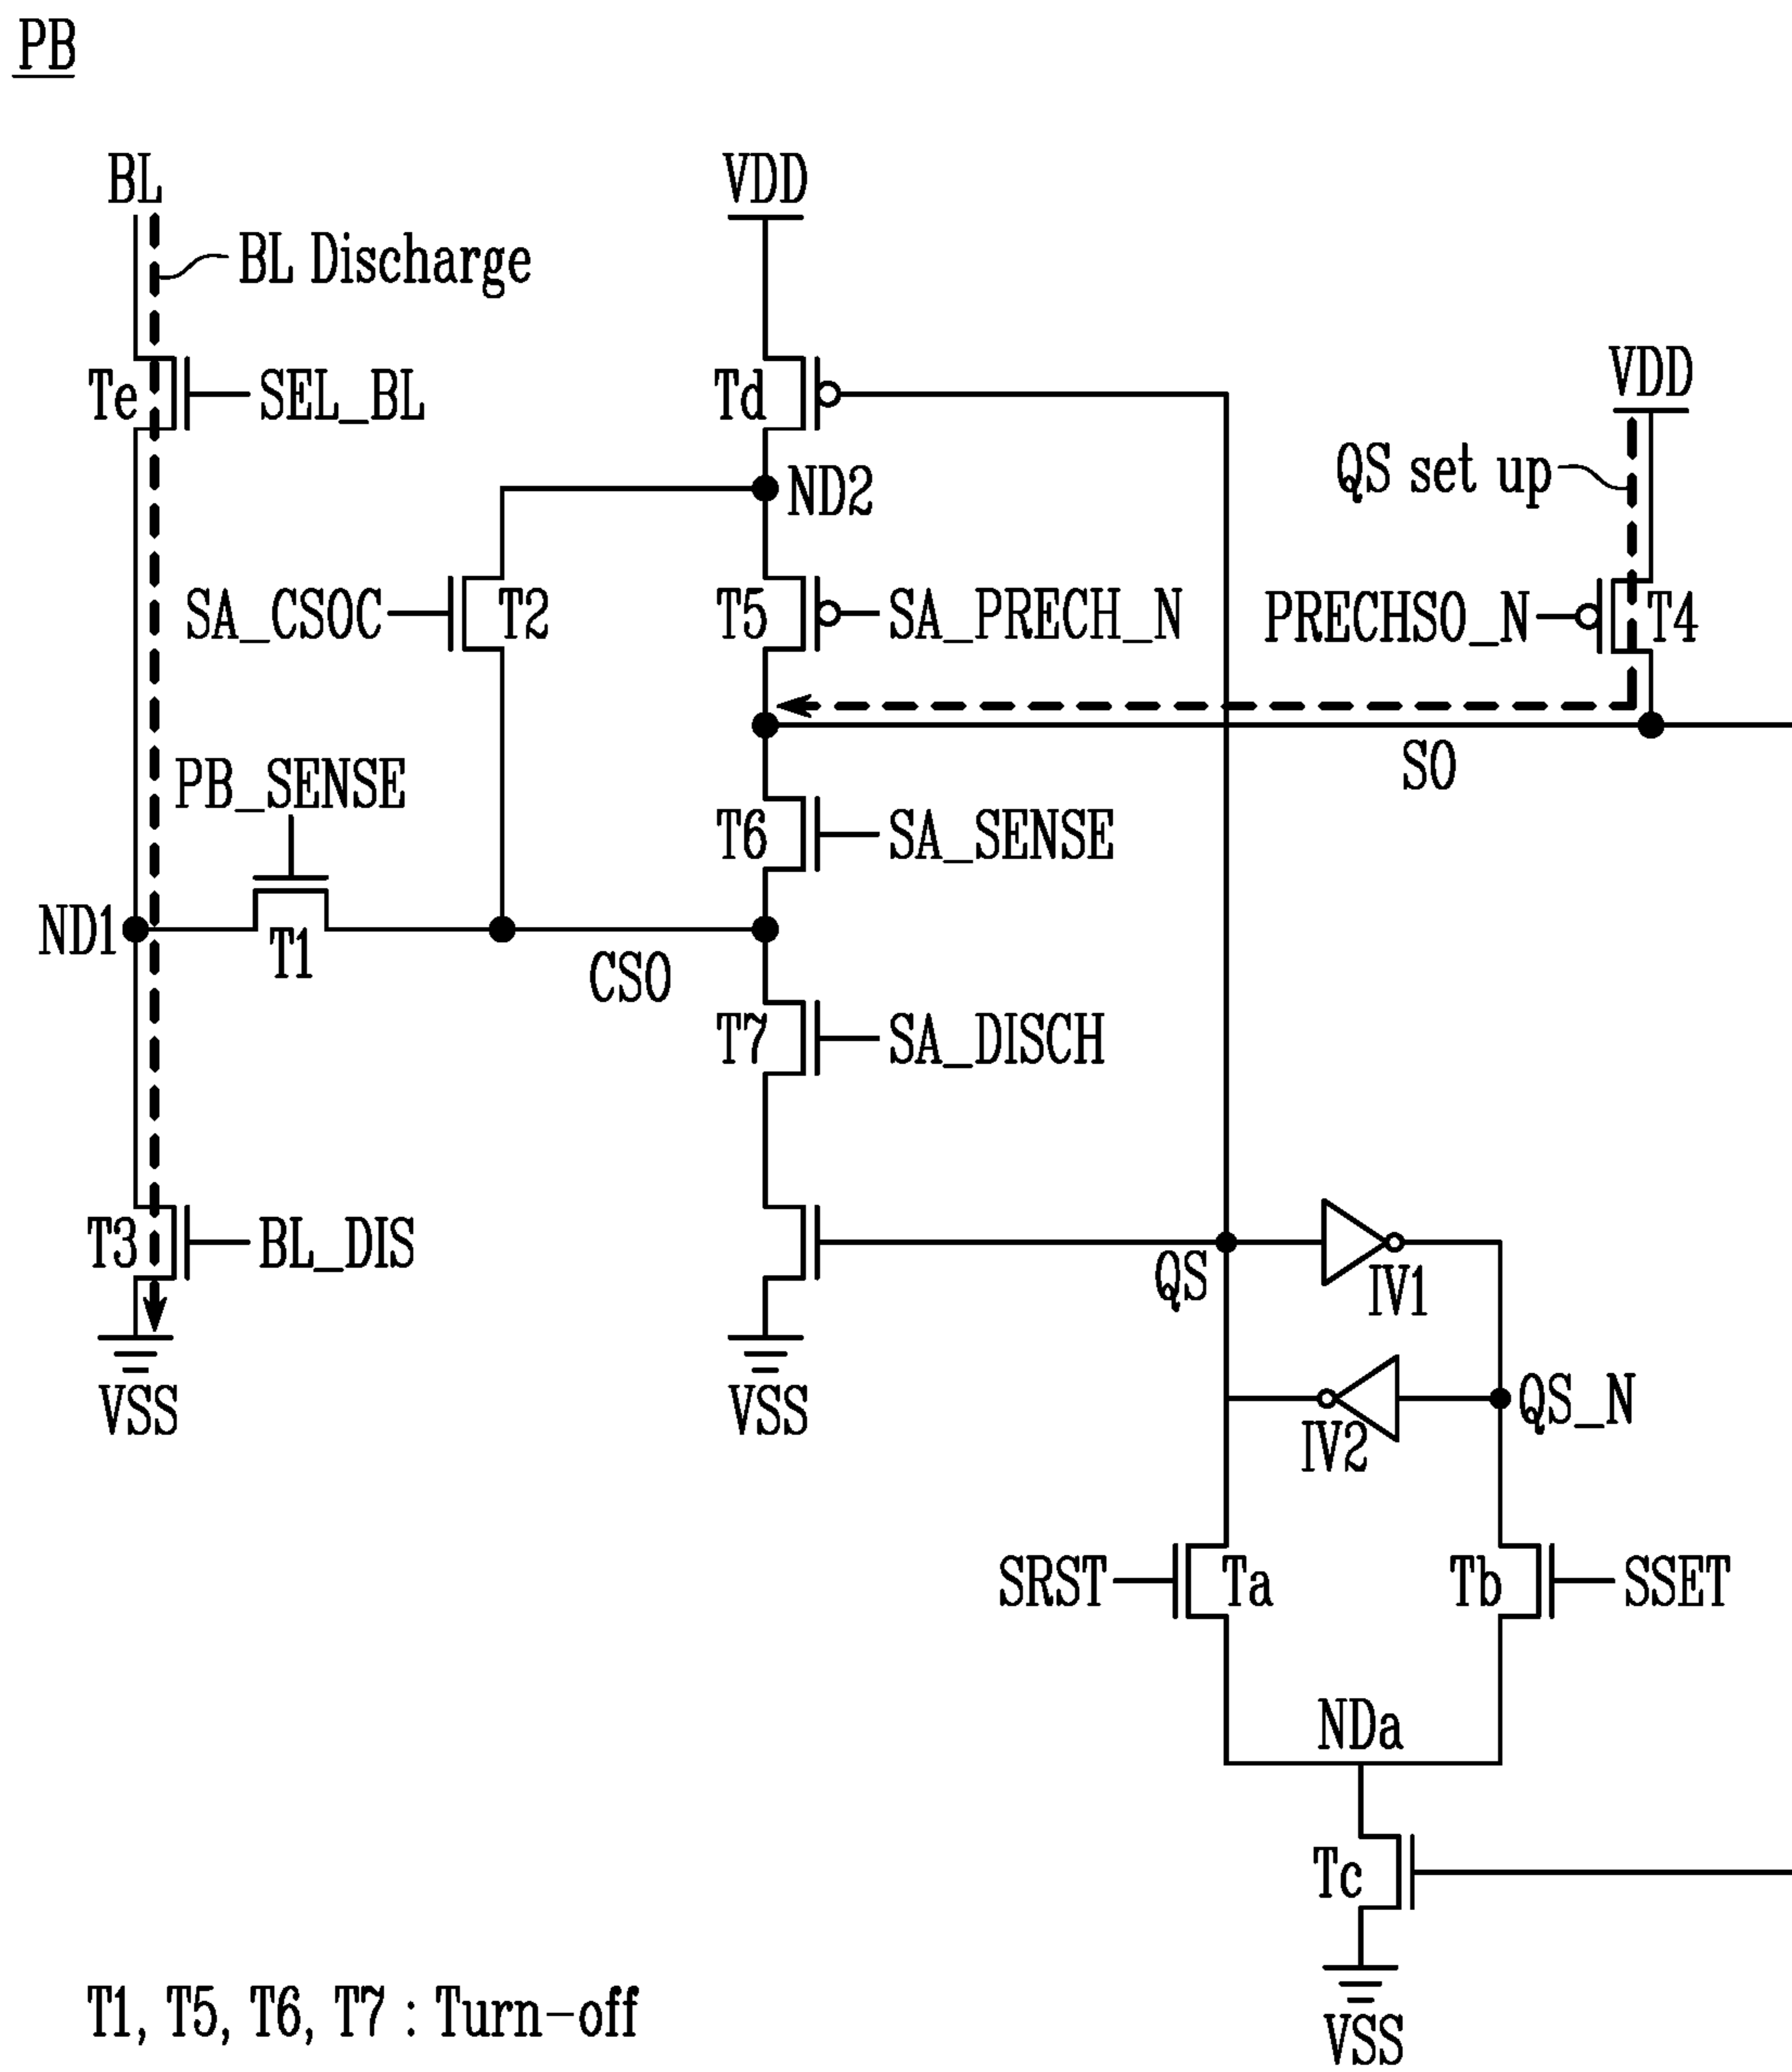 PB
BL
VDD
BL Discharge
Te
SEL_BL
Td
VDD
QS set up
ND2
SA_CSOC
T2
T5
SA_PRECH_N
PRECHSO_N
T4
SO
PB_SENSE
T6
SA_SENSE
ND1
T1
CSO
T7
SA_DISCH
T3
BL_DIS
QS
IV1
VSS
VSS
IV2
QS_N
SRST
Ta
Tb
SSET
NDa
Tc
T1, T5, T6, T7 : Turn-off
VSS